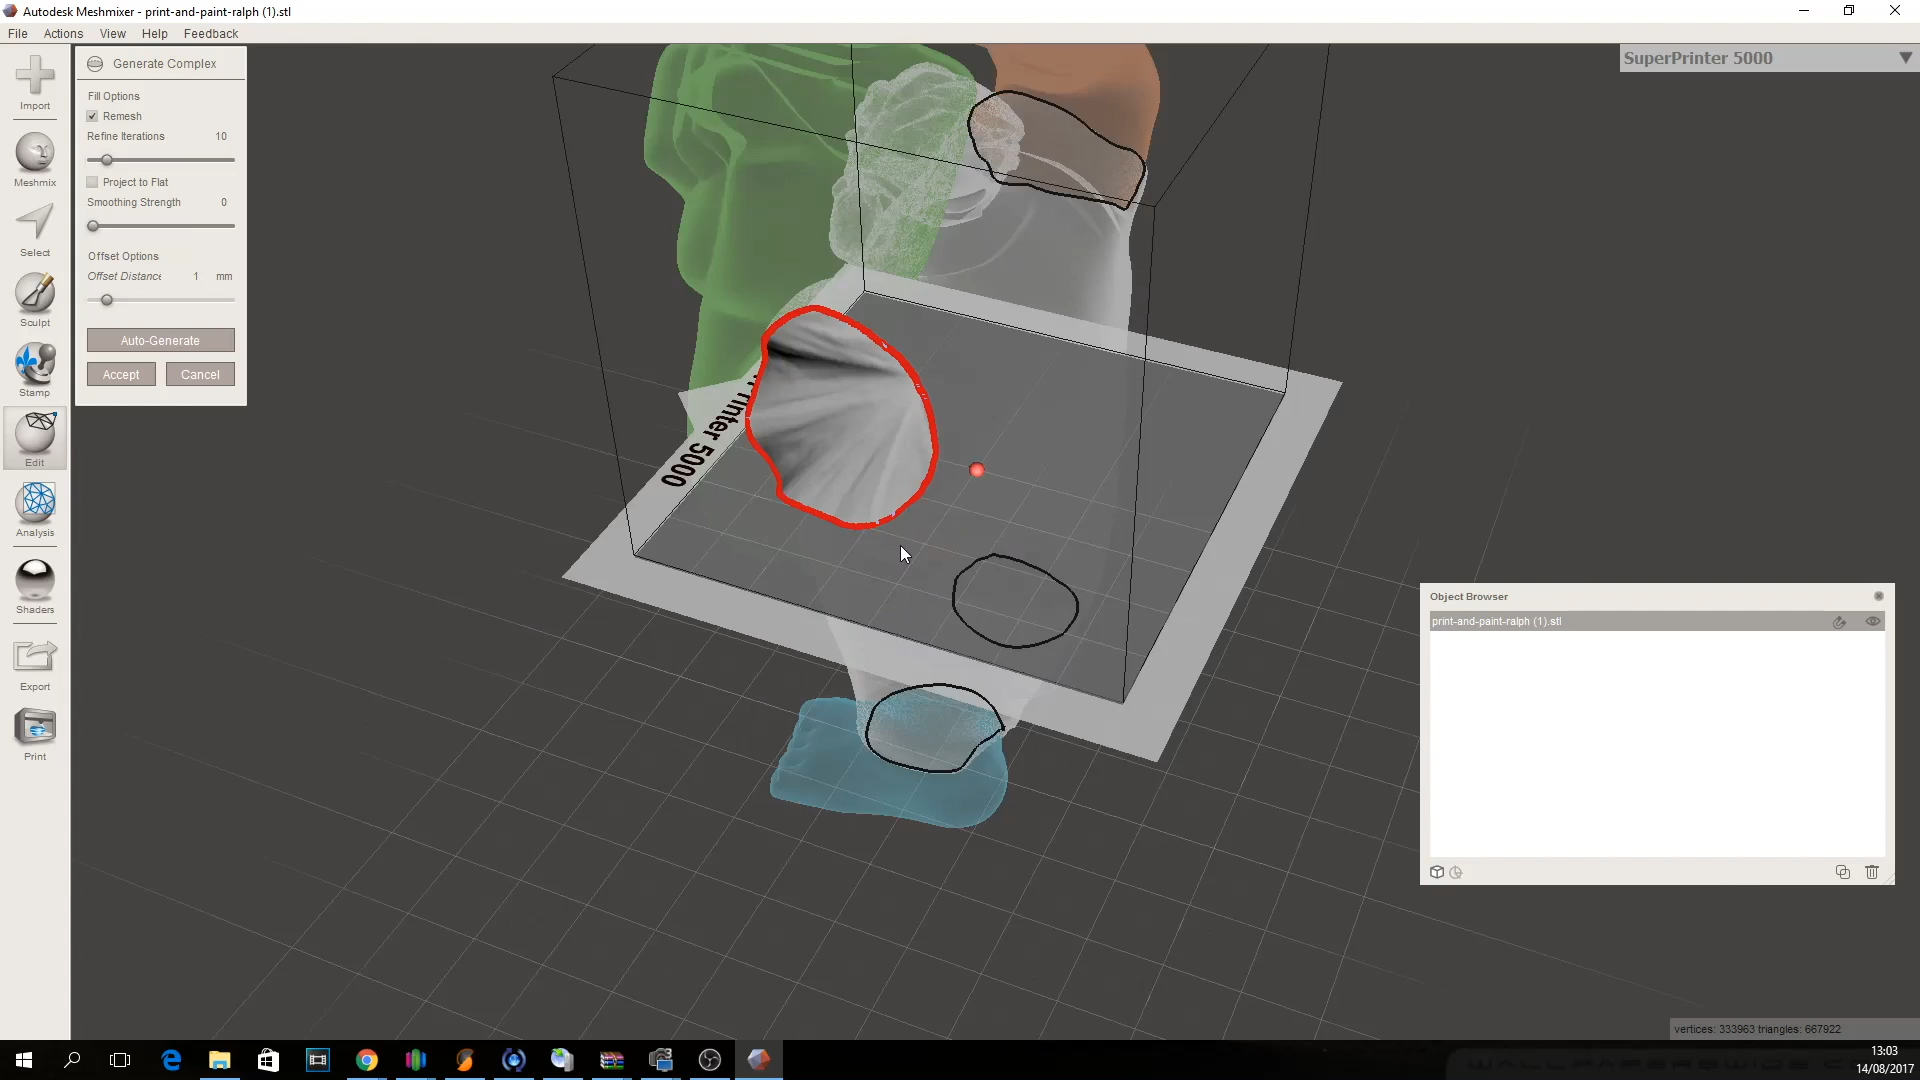 Autodesk Meshmixer - print-and-paint-ralph (1).stl
File Actions View Help Feedback
Import
Meshmix
Select
Sculpt
Stamp
Edit
Analysis
Shaders
Export
Print
Generate Complex
Fill Options
Remesh
Refine Iterations 10
Project to Flat
Smoothing Strength 0
Offset Options
Offset Distance 1 mm
Auto-Generate
Accept Cancel
SuperPrinter 5000
rinter 5000
Object Browser
print-and-paint-ralph (1).stl
vertices: 333963 triangles: 667922
13:03
14/08/2017